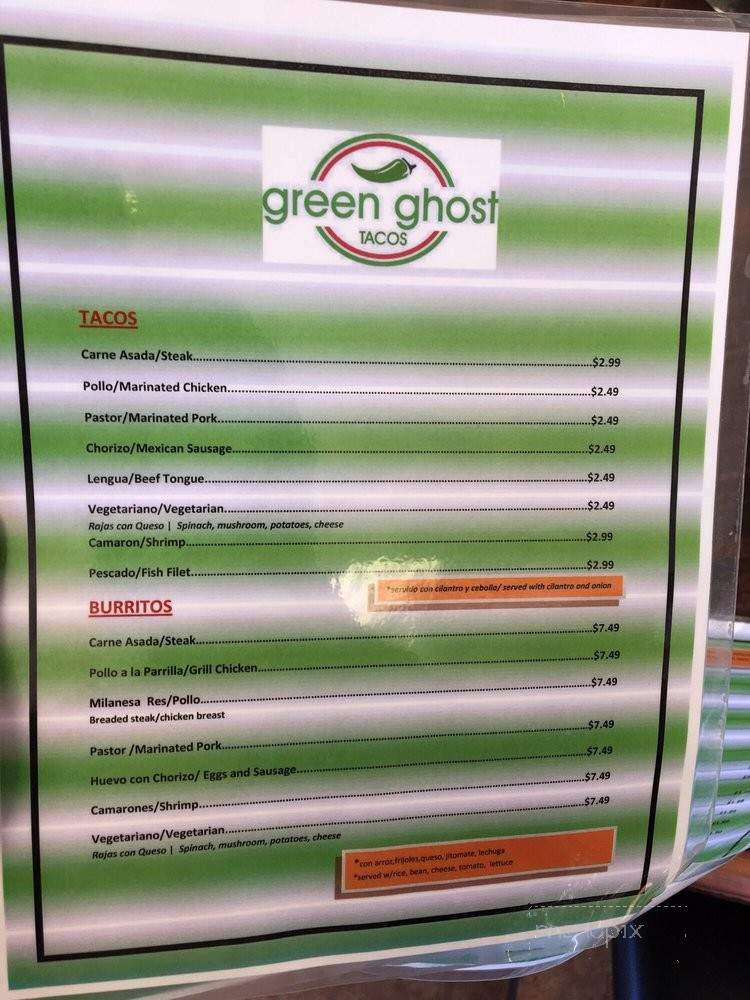 green ghost
TACOS
TACOS
Carne Asada/Steak.....$2.99
Pollo/Marinated Chicken.....$2.49
Pastor/Marinated Pork.....$2.49
Chorizo/Mexican Sausage.....$2.49
Lengua/Beef Tongue.....$2.49
Vegetariano/Vegetarian.....$2.49
Rajas con Queso | Spinach, mushroom, potatoes, cheese
Camaron/Shrimp.....$2.99
Pescado/Fish Filet.....$2.99
*servido con cilantro y cebolla/ served with cilantro and onion
BURRITOS
Carne Asada/Steak.....$7.49
Pollo a la Parrilla/Grill Chicken.....$7.49
Milanesa Res/Pollo.....$7.49
Breaded steak/chicken breast
Pastor /Marinated Pork.....$7.49
Huevo con Chorizo/ Eggs and Sausage.....$7.49
Camarones/Shrimp.....$7.49
Vegetariano/Vegetarian.....$7.49
Rajas con Queso | Spinach, mushroom, potatoes, cheese
*con arroz,frijoles,queso, jitomate, lechuga
*served w/rice, bean, cheese, tomato, lettuce